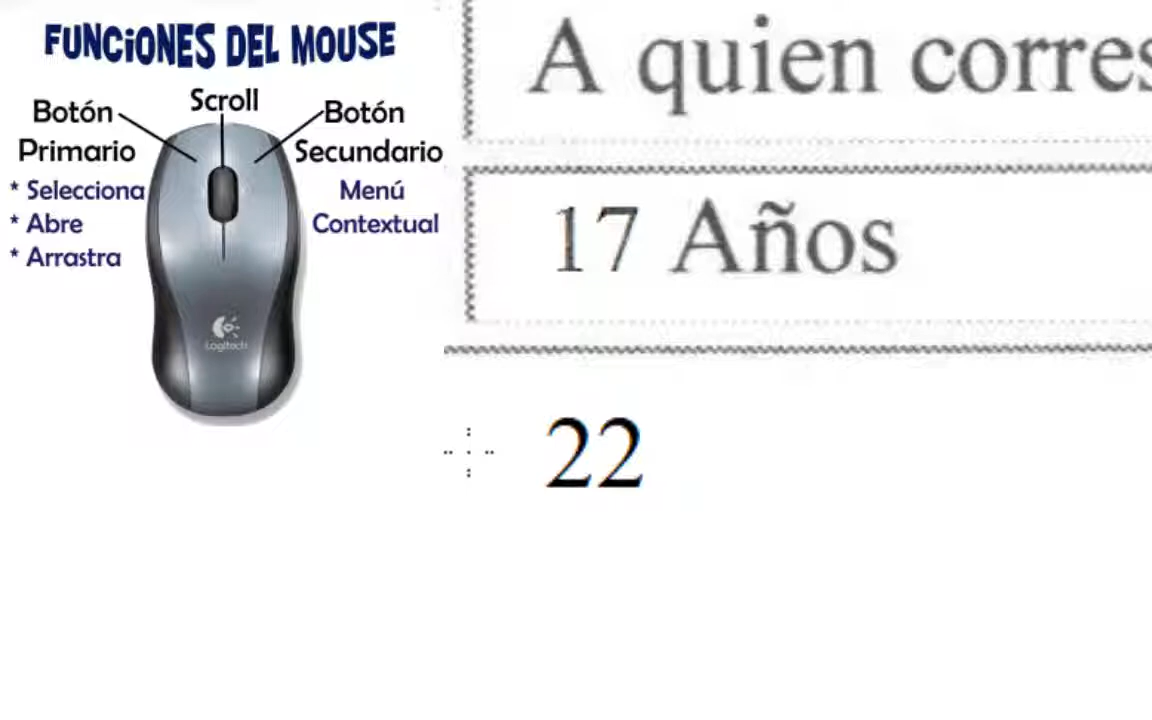 FUNCiONES DEL MOUSE
Scroll
Botón
Primario
* Selecciona
* Abre
* Arrastra
Botón
Secundario
Menú
Contextual
Logitech
A quien corres
17 Años
22